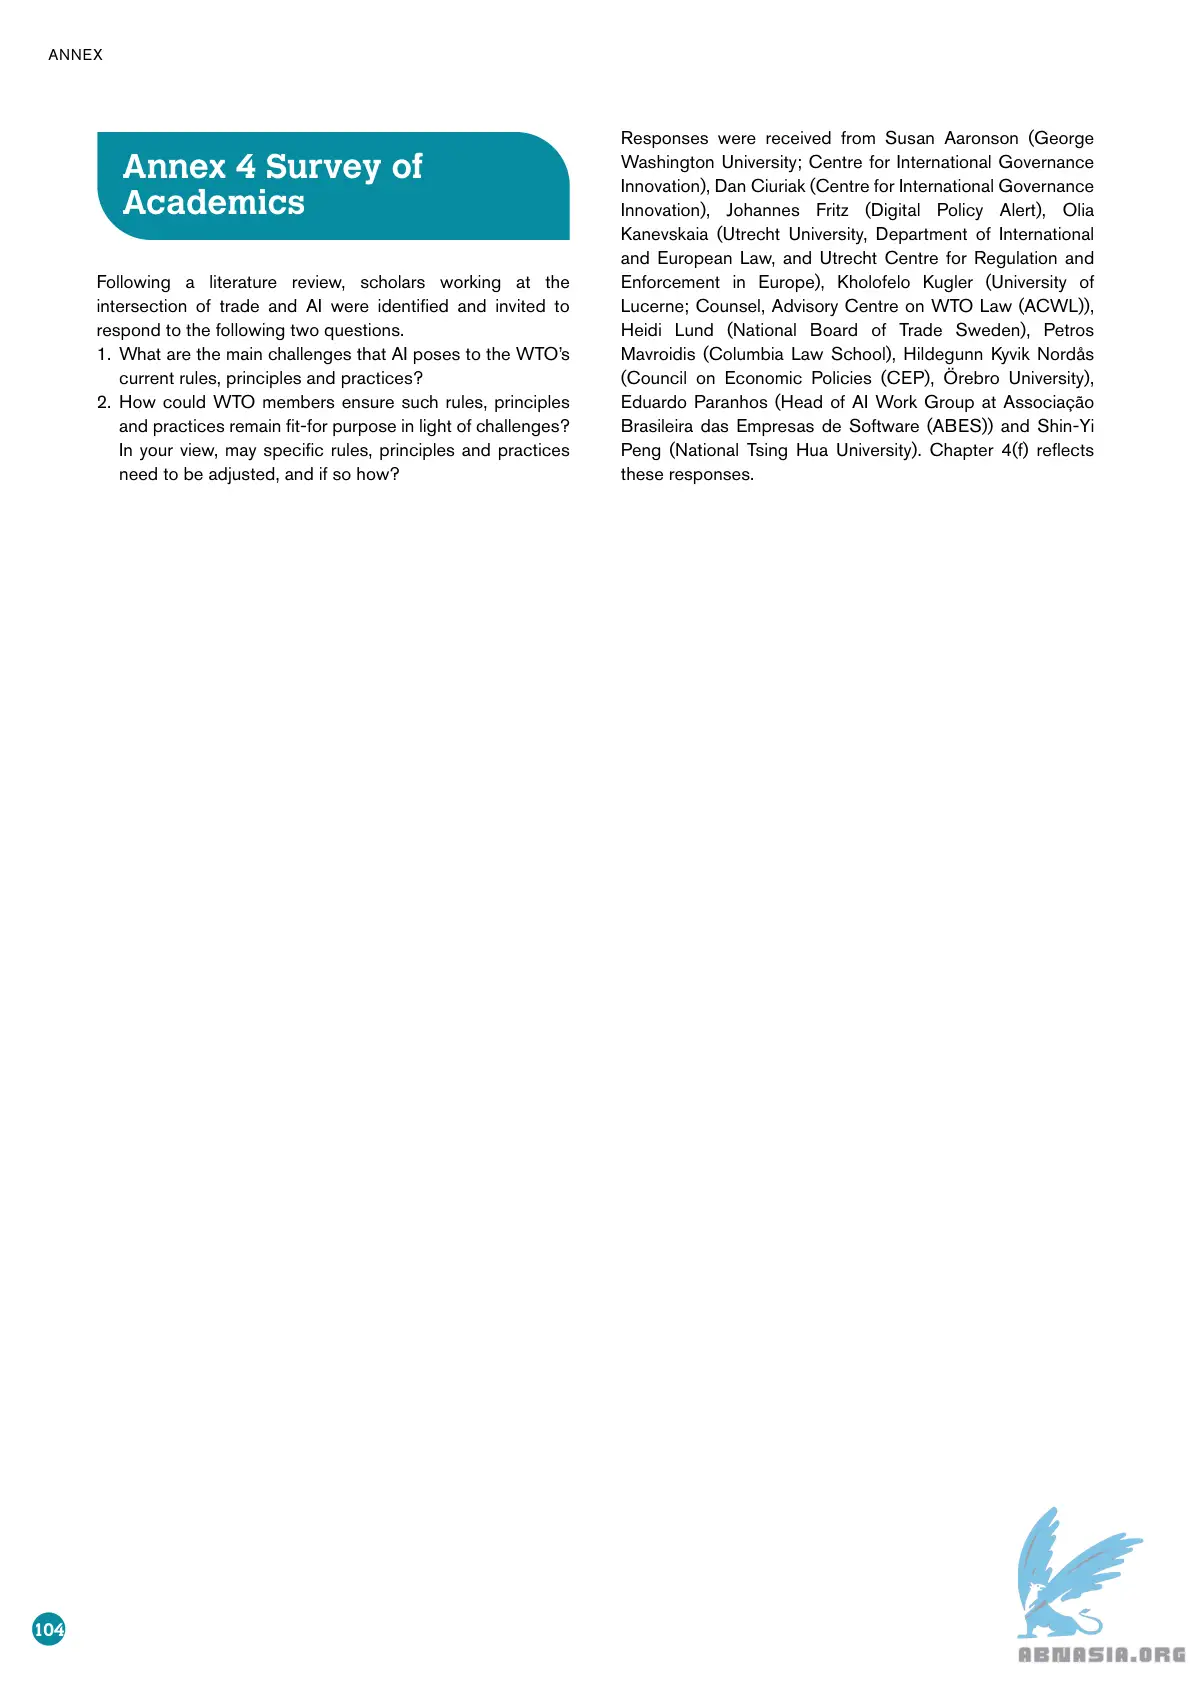 ANNEX
Annex 4 Survey of
Academics
Following a literature review, scholars working at the
intersection of trade and AI were identified and invited to
respond to the following two questions.
1. What are the main challenges that AI poses to the WTO’s
current rules, principles and practices?
2. How could WTO members ensure such rules, principles
and practices remain fit-for purpose in light of challenges?
In your view, may specific rules, principles and practices
need to be adjusted, and if so how?
Responses were received from Susan Aaronson (George
Washington University; Centre for International Governance
Innovation), Dan Ciuriak (Centre for International Governance
Innovation), Johannes Fritz (Digital Policy Alert), Olia
Kanevskaia (Utrecht University, Department of International
and European Law, and Utrecht Centre for Regulation and
Enforcement in Europe), Kholofelo Kugler (University of
Lucerne; Counsel, Advisory Centre on WTO Law (ACWL)),
Heidi Lund (National Board of Trade Sweden), Petros
Mavroidis (Columbia Law School), Hildegunn Kyvik Nordås
(Council on Economic Policies (CEP), Örebro University),
Eduardo Paranhos (Head of AI Work Group at Associação
Brasileira das Empresas de Software (ABES)) and Shin-Yi
Peng (National Tsing Hua University). Chapter 4(f) reflects
these responses.
104
ABNASIA.ORG